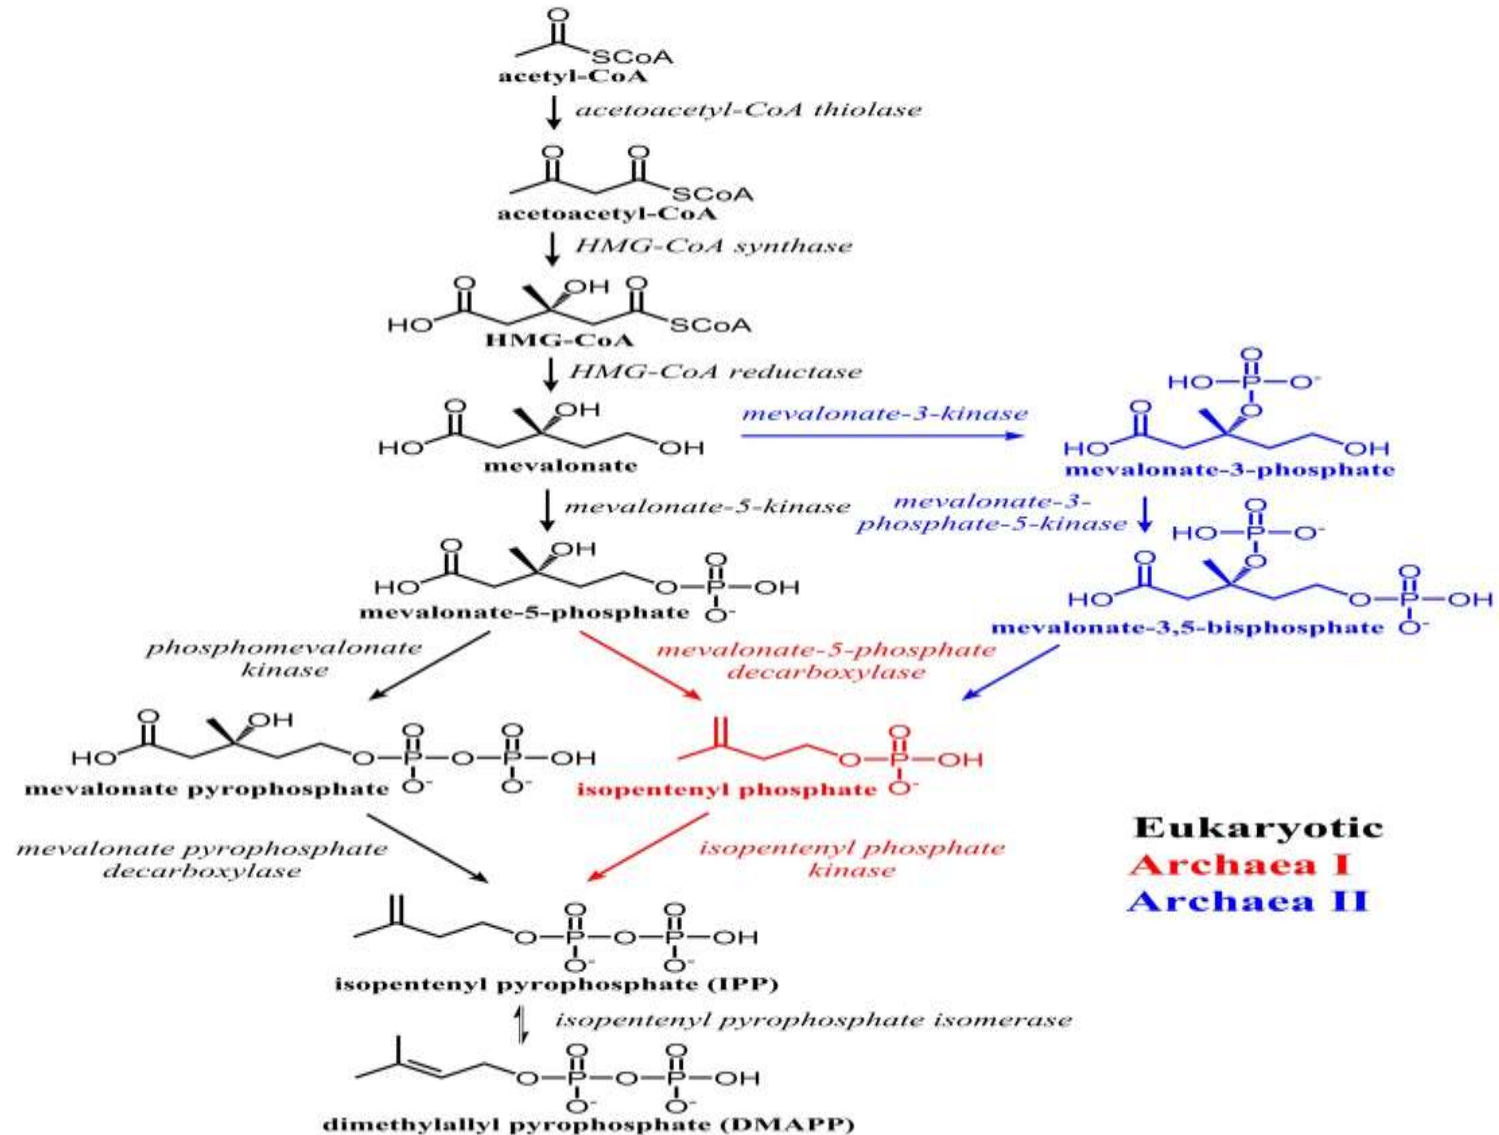 O
SCoA
acetyl-CoA
acetoacetyl-CoA thiolase
O O
SCoA
acetoacetyl-CoA
HMG-CoA synthase
O OH O
HO SCoA
HMG-CoA
HMG-CoA reductase
O OH
HO OH
mevalonate
mevalonate-3-kinase
O
HO P O-
O O
HO OH
mevalonate-3-phosphate
mevalonate-5-kinase
mevalonate-3-
phosphate-5-kinase
O
HO P O-
O O O
HO O P OH
mevalonate-3,5-bisphosphate O-
O OH O
HO O P OH
mevalonate-5-phosphate O-
phosphomevalonate
kinase
mevalonate-5-phosphate
decarboxylase
O OH O O
HO O P O P OH
mevalonate pyrophosphate O- O-
O
O P OH
isopentenyl phosphate O-
mevalonate pyrophosphate
decarboxylase
isopentenyl phosphate
kinase
Eukaryotic
Archaea I
Archaea II
O O
O P O P OH
O- O-
isopentenyl pyrophosphate (IPP)
isopentenyl pyrophosphate isomerase
O O
O P O P OH
O- O-
dimethylallyl pyrophosphate (DMAPP)